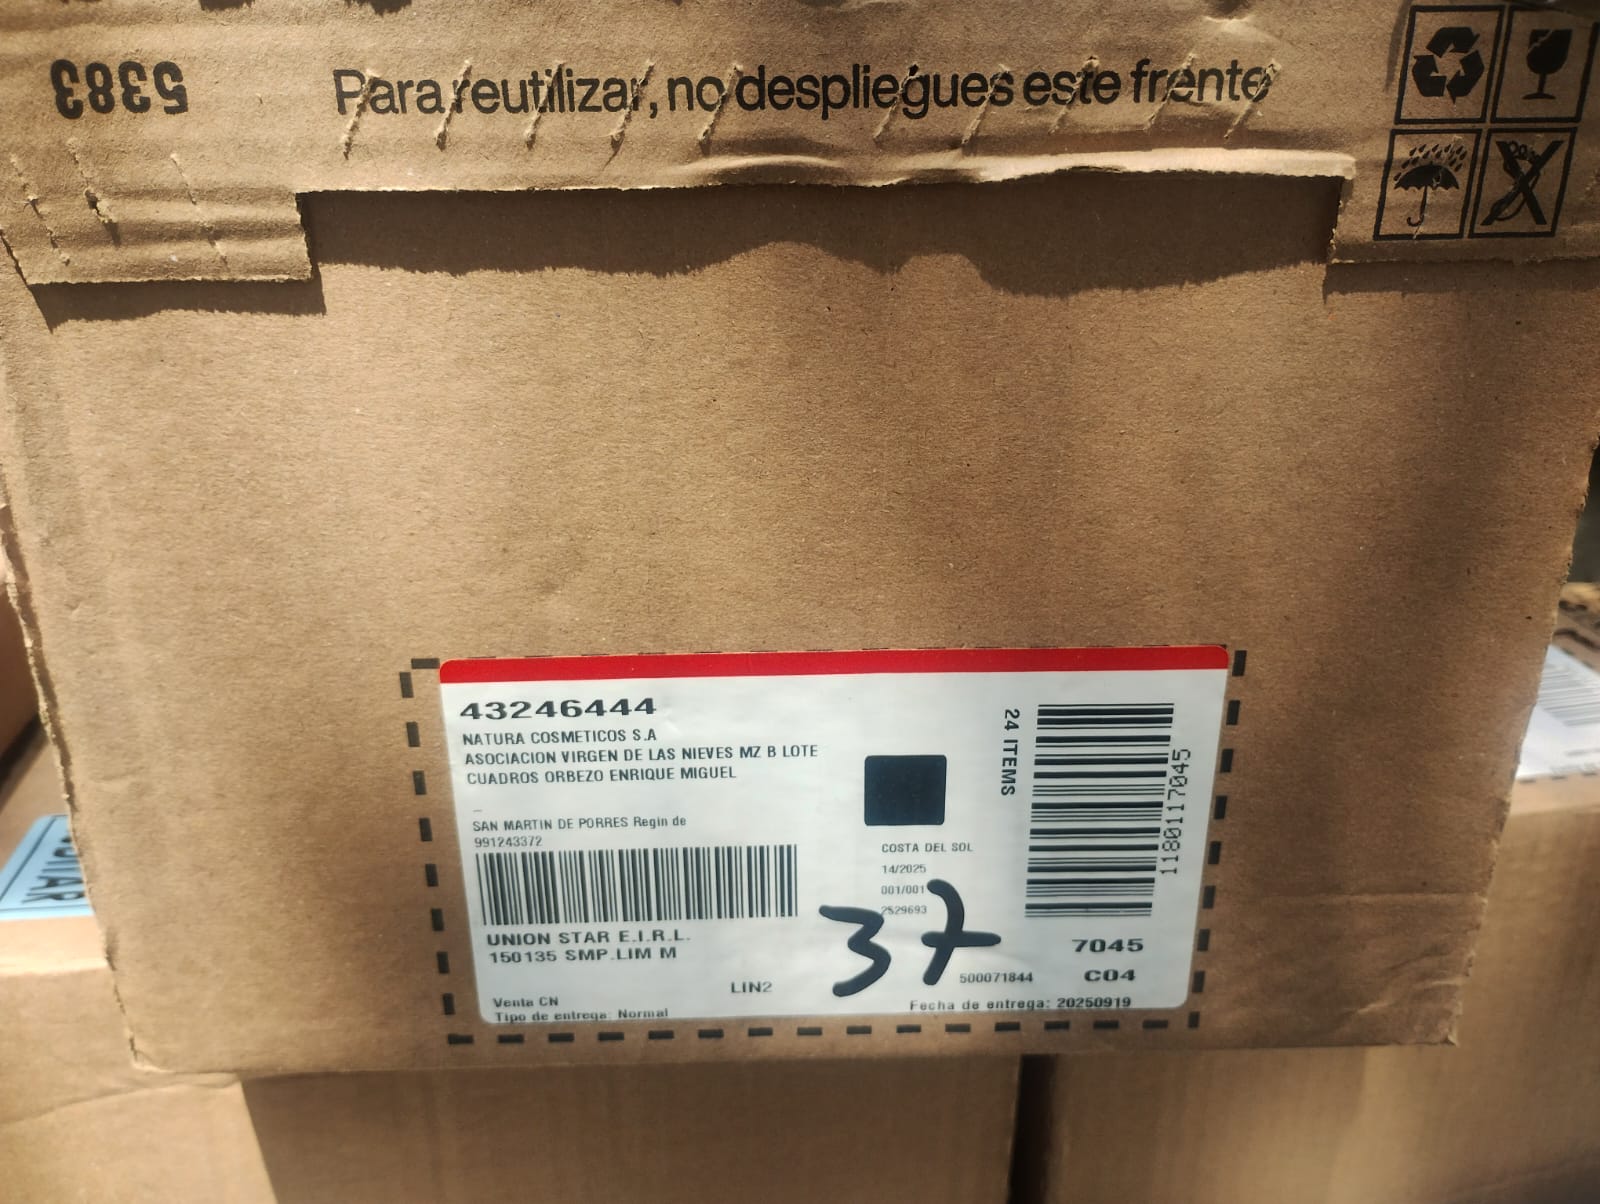 5383
Para reutilizar, no despliegues este frente
43246444
NATURA COSMETICOS S.A
ASOCIACION VIRGEN DE LAS NIEVES MZ B LOTE
CUADROS ORBEZO ENRIQUE MIGUEL
SAN MARTIN DE PORRES Regin de
991243372
UNION STAR E.I.R.L.
150135 SMP.LIM M
LIN2
Venta CN
Tipo de entrega: Normal
COSTA DEL SOL
14/2025
001/001
2529693
37
500071844
Fecha de entrega: 20250919
24 ITEMS
11801117045
7045
C04